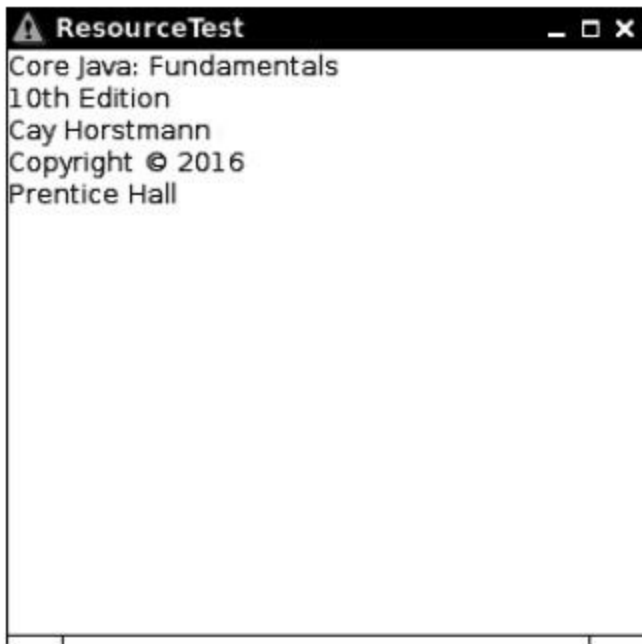 ResourceTest
Core Java: Fundamentals
10th Edition
Cay Horstmann
Copyright © 2016
Prentice Hall